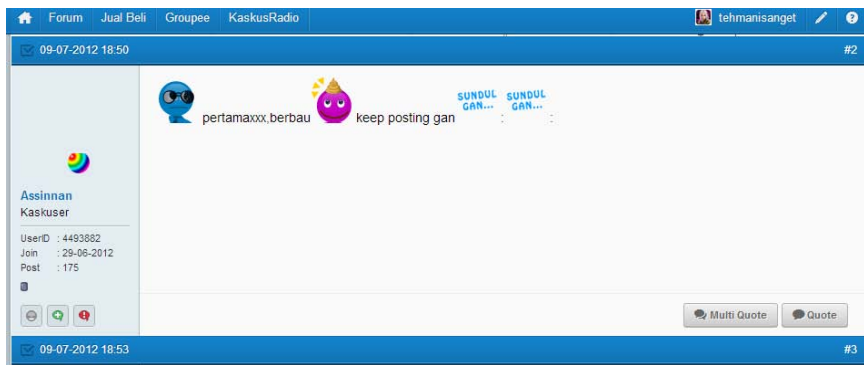 Forum Jual Beli Groupee KaskusRadio tehmanisanget
09-07-2012 18:50 #2
SUNDUL GAN... SUNDUL GAN...
pertamaxxx,berbau keep posting gan : :
Assinnan
Kaskuser
UserID : 4493882
Join : 29-06-2012
Post : 175
Multi Quote Quote
09-07-2012 18:53 #3